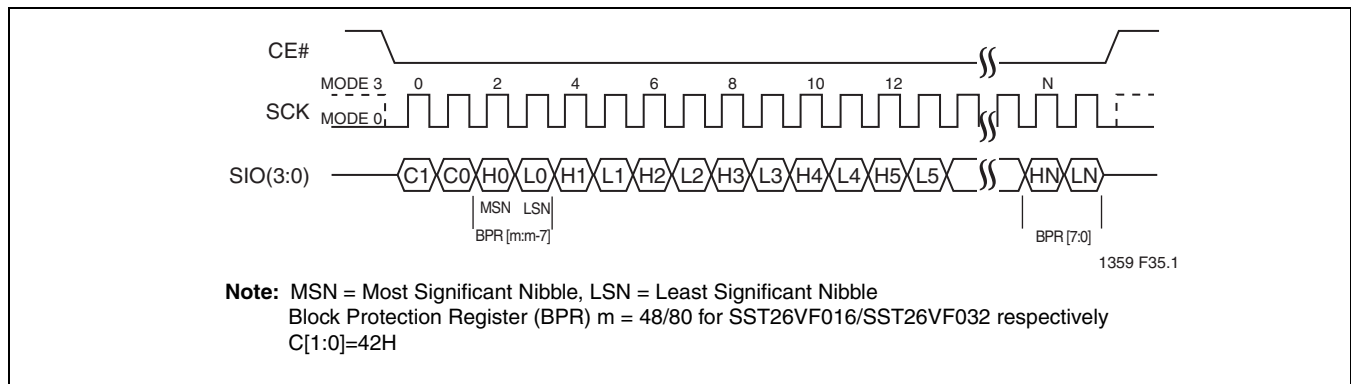 CE#
MODE 3 0 2 4 6 8 10 12 N
SCK
MODE 0
SIO(3:0) C1 C0 H0 L0 H1 L1 H2 L2 H3 L3 H4 L4 H5 L5 HN LN
MSN LSN
BPR [m:m-7] BPR [7:0]
1359 F35.1
Note: MSN = Most Significant Nibble, LSN = Least Significant Nibble
Block Protection Register (BPR) m = 48/80 for SST26VF016/SST26VF032 respectively
C[1:0]=42H